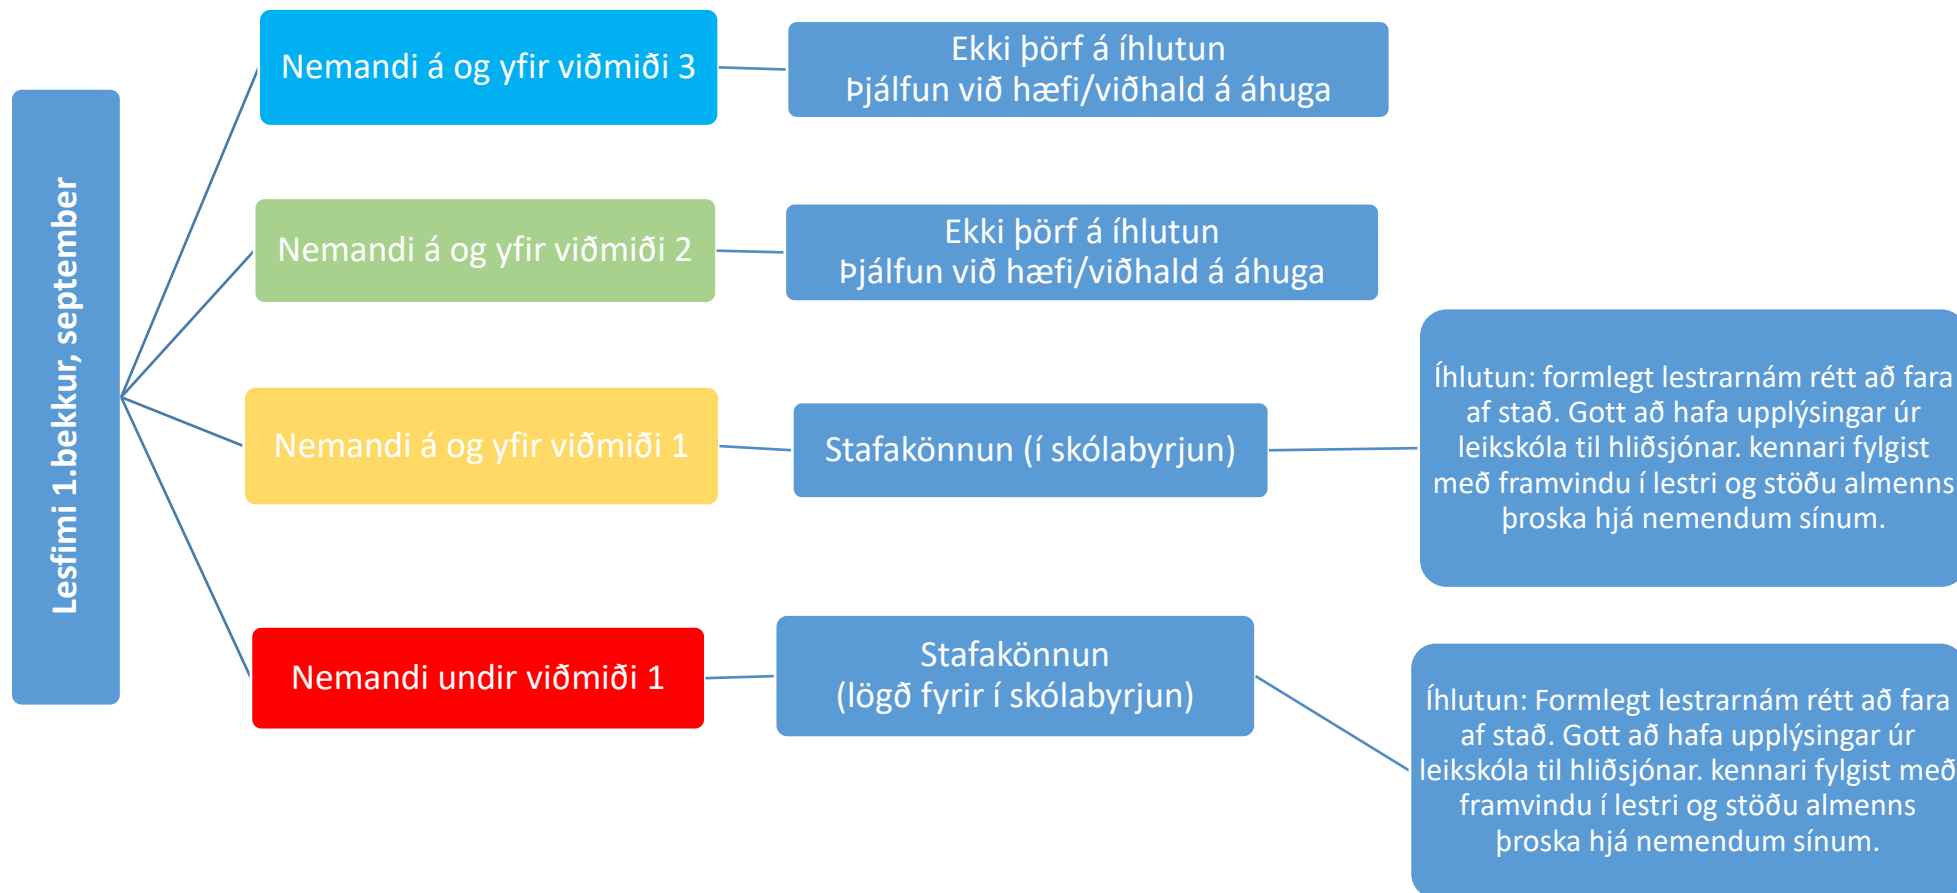 Lesfimi 1.bekkur, september
Nemandi á og yfir viðmiði 3
Ekki þörf á íhlutun
Þjálfun við hæfi/viðhald á áhuga
Nemandi á og yfir viðmiði 2
Ekki þörf á íhlutun
Þjálfun við hæfi/viðhald á áhuga
Nemandi á og yfir viðmiði 1
Stafakönnun (í skólabyrjun)
Íhlutun: formlegt lestrarnám rétt að fara
af stað. Gott að hafa upplýsingar úr
leikskóla til hliðsjónar. kennari fylgist
með framvindu í lestri og stöðu almenns
þroska hjá nemendum sínum.
Nemandi undir viðmiði 1
Stafakönnun
(lögð fyrir í skólabyrjun)
Íhlutun: Formlegt lestrarnám rétt að fara
af stað. Gott að hafa upplýsingar úr
leikskóla til hliðsjónar. kennari fylgist með
framvindu í lestri og stöðu almenns
þroska hjá nemendum sínum.